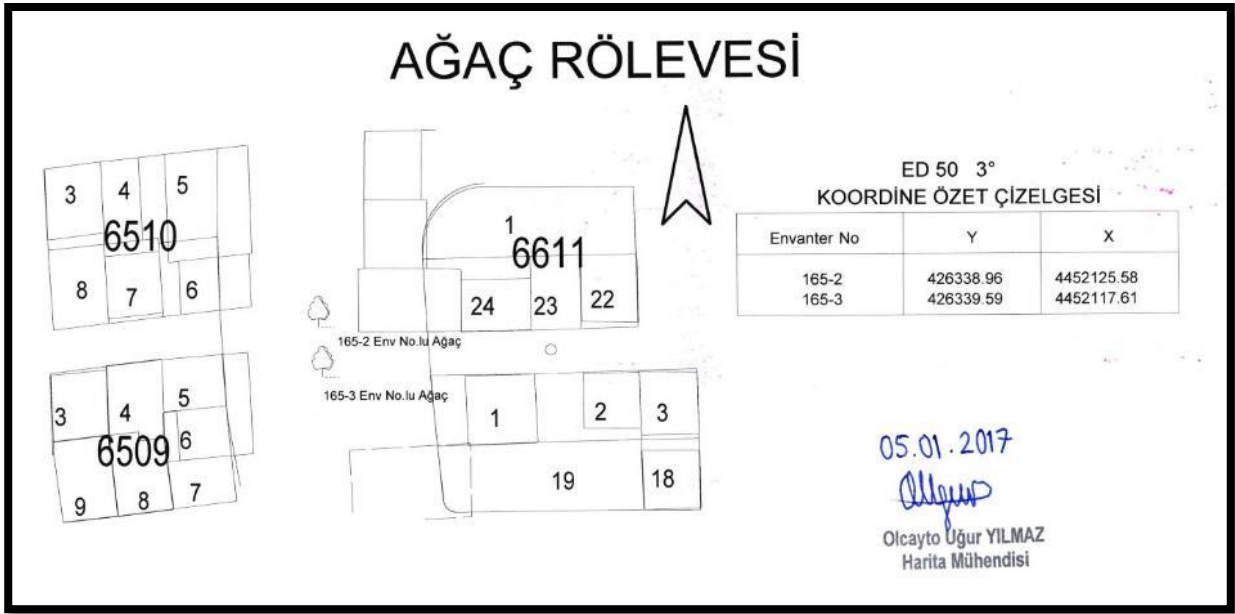 AĞAÇ RÖLEVESİ
3
4
5
6510
8
7
6
1
6611
24
23
22
165-2 Env No.lu Ağaç
165-3 Env No.lu Ağaç
3
4
5
6509
6
9
8
7
1
2
3
19
18
ED 50 3°
KOORDİNE ÖZET ÇİZELGESİ
Envanter No Y X
165-2 426338.96 4452125.58
165-3 426339.59 4452117.61
05.01.2017
Olcayto Uğur YILMAZ
Harita Mühendisi